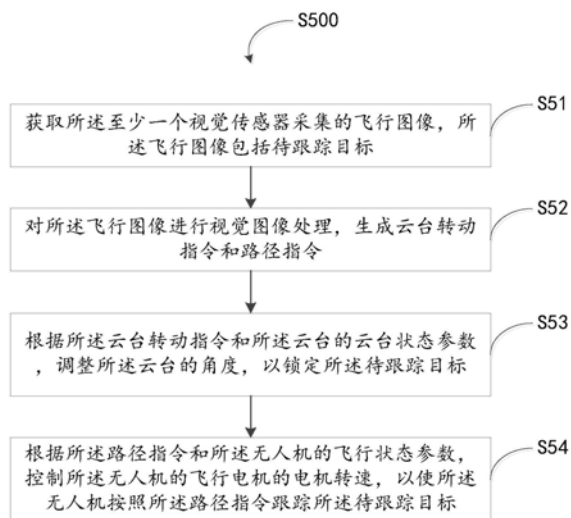 S500
S51
获取所述至少一个视觉传感器采集的飞行图像，所
述飞行图像包括待跟踪目标
S52
对所述飞行图像进行视觉图像处理，生成云台转动
指令和路径指令
S53
根据所述云台转动指令和所述云台的云台状态参数
，调整所述云台的角度，以锁定所述待跟踪目标
S54
根据所述路径指令和所述无人机的飞行状态参数，
控制所述无人机的飞行电机的电机转速，以使所述
无人机按照所述路径指令跟踪所述待跟踪目标